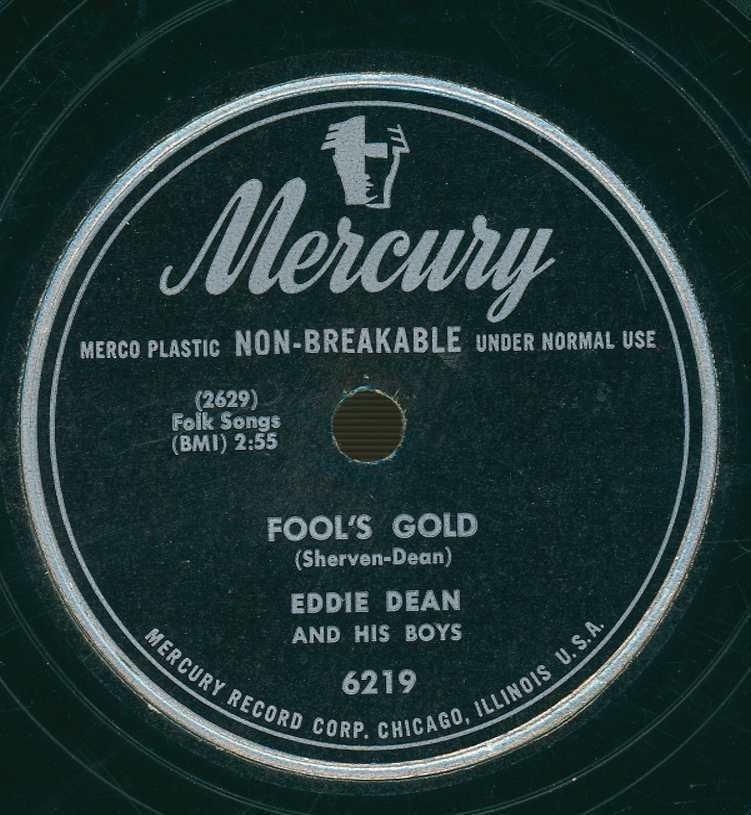 Mercury
MERCO PLASTIC NON-BREAKABLE UNDER NORMAL USE
(2629)
Folk Songs
(BMI) 2:55
FOOL'S GOLD
(Sherven-Dean)
EDDIE DEAN
AND HIS BOYS
6219
MERCURY RECORD CORP. CHICAGO, ILLINOIS U.S.A.